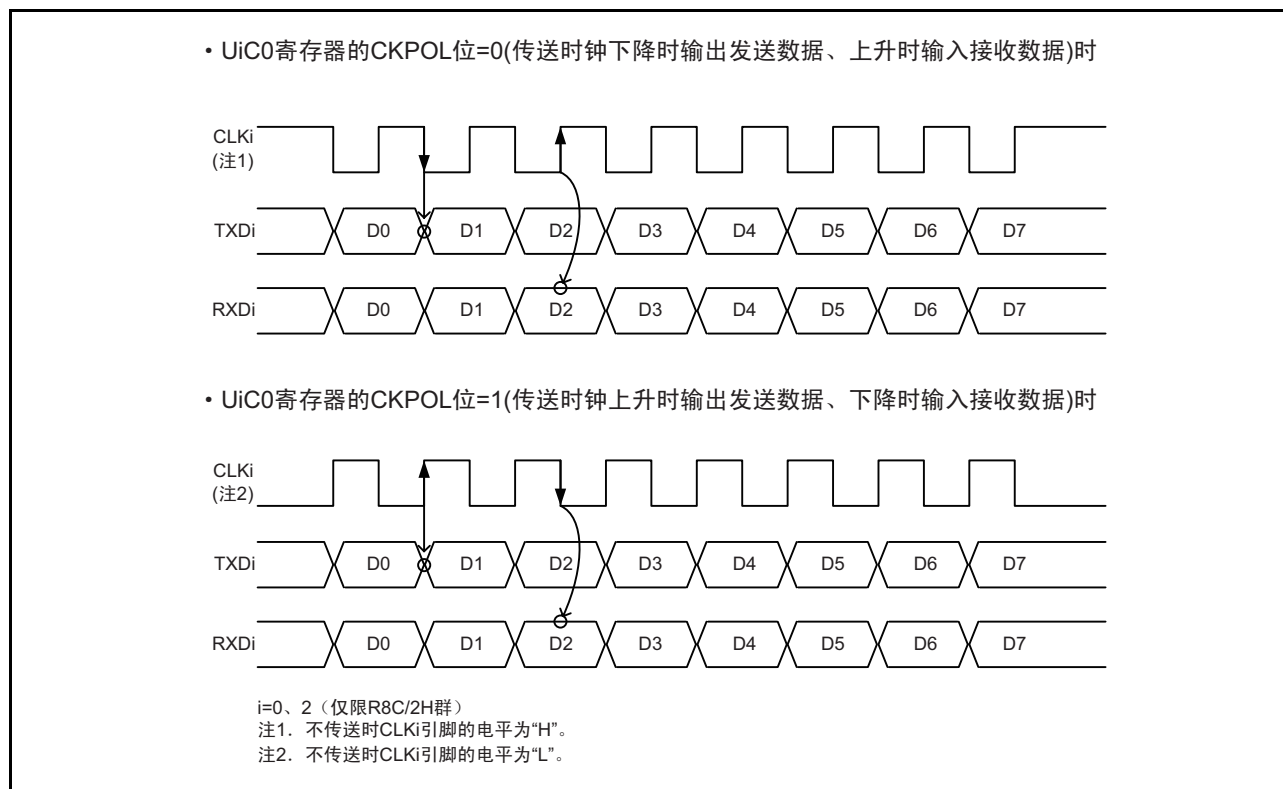 • UiC0寄存器的CKPOL位=0(传送时钟下降时输出发送数据、上升时输入接收数据)时
CLKi
(注1)
TXDi D0 D1 D2 D3 D4 D5 D6 D7
RXDi D0 D1 D2 D3 D4 D5 D6 D7
• UiC0寄存器的CKPOL位=1(传送时钟上升时输出发送数据、下降时输入接收数据)时
CLKi
(注2)
TXDi D0 D1 D2 D3 D4 D5 D6 D7
RXDi D0 D1 D2 D3 D4 D5 D6 D7
i=0、2（仅限R8C/2H群）
注1．不传送时CLKi引脚的电平为“H”。
注2．不传送时CLKi引脚的电平为“L”。